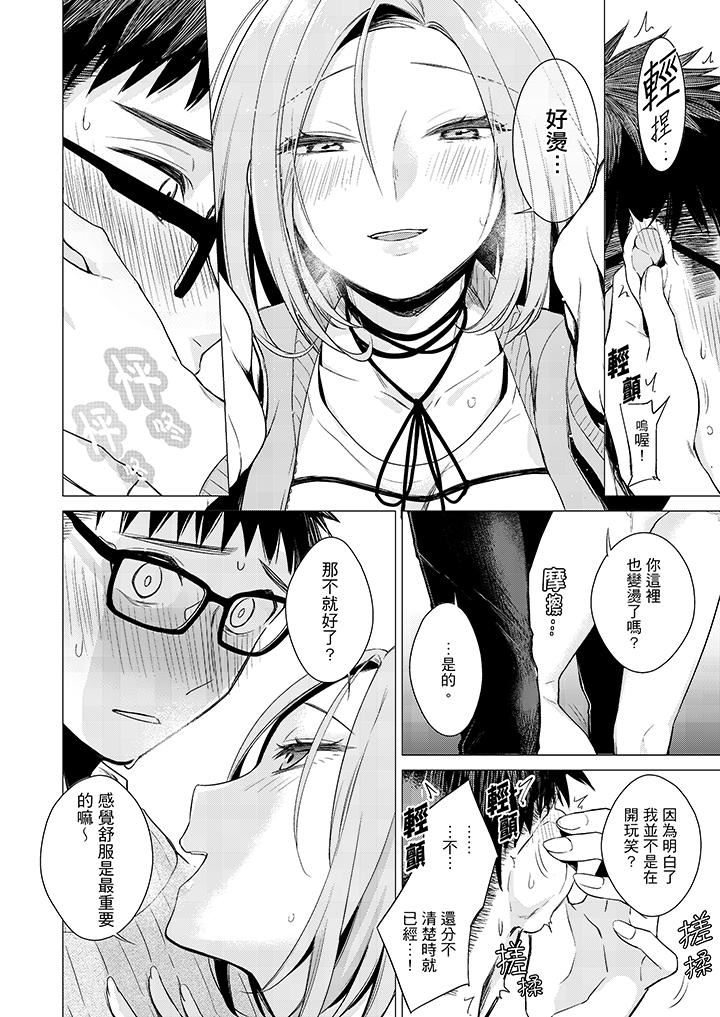 輕捏…
輕顫
嗚喔！
好燙…
怦
怦
怦
怦
你這裡
也變燙了嗎？
摩擦…
…是的。
那不就好了？
因為明白了
我並不是在
開玩笑？
搓揉
搓揉
輕顫
輕顫
……
…不…
還分不
清楚時就
已經…！
感覺舒服是最重要
的嘛～